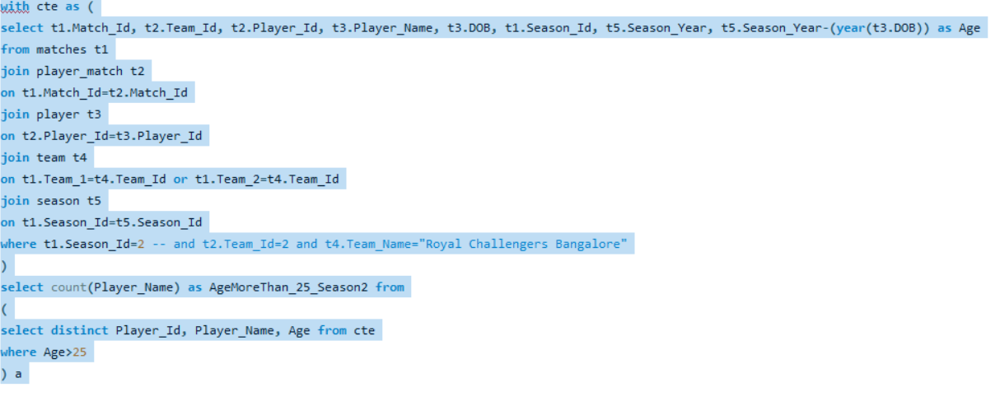 with cte as (
select t1.Match_Id, t2.Team_Id, t2.Player_Id, t3.Player_Name, t3.DOB, t1.Season_Id, t5.Season_Year, t5.Season_Year-(year(t3.DOB)) as Age
from matches t1
join player_match t2
on t1.Match_Id=t2.Match_Id
join player t3
on t2.Player_Id=t3.Player_Id
join team t4
on t1.Team_1=t4.Team_Id or t1.Team_2=t4.Team_Id
join season t5
on t1.Season_Id=t5.Season_Id
where t1.Season_Id=2 -- and t2.Team_Id=2 and t4.Team_Name="Royal Challengers Bangalore"
)
select count(Player_Name) as AgeMoreThan_25_Season2 from
(
select distinct Player_Id, Player_Name, Age from cte
where Age>25
) a